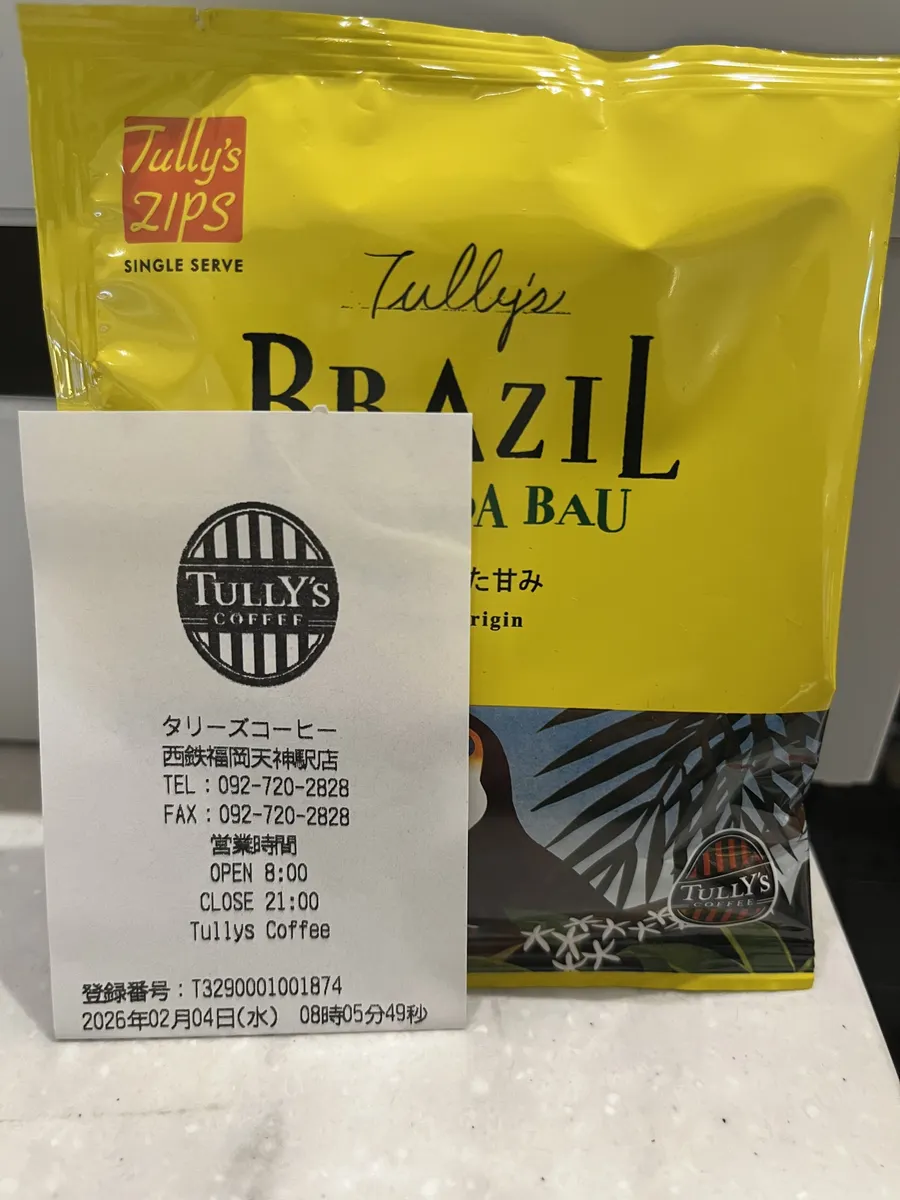 Tully's
ZIPS
SINGLE SERVE
Tully's
BRAZIL
DA BAU
た甘み
rigin
TULLY'S
COFFEE
タリーズコーヒー
西鉄福岡天神駅店
TEL:092-720-2828
FAX:092-720-2828
営業時間
OPEN 8:00
CLOSE 21:00
Tullys Coffee
登録番号:T3290001001874
2026年02月04日(水) 08時05分49秒
TULLY'S
COFFEE